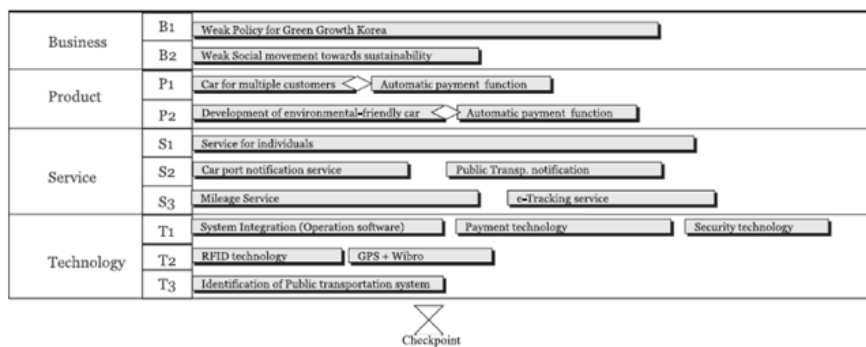 Business
B1
Weak Policy for Green Growth Korea
B2
Weak Social movement towards sustainability
Product
P1
Car for multiple customers
Automatic payment function
P2
Development of environmental-friendly car
Automatic payment function
Service
S1
Service for individuals
S2
Car port notification service
Public Transp. notification
S3
Mileage Service
e-Tracking service
Technology
T1
System Integration (Operation software)
Payment technology
Security technology
T2
RFID technology
GPS + Wibro
T3
Identification of Public transportation system
Checkpoint